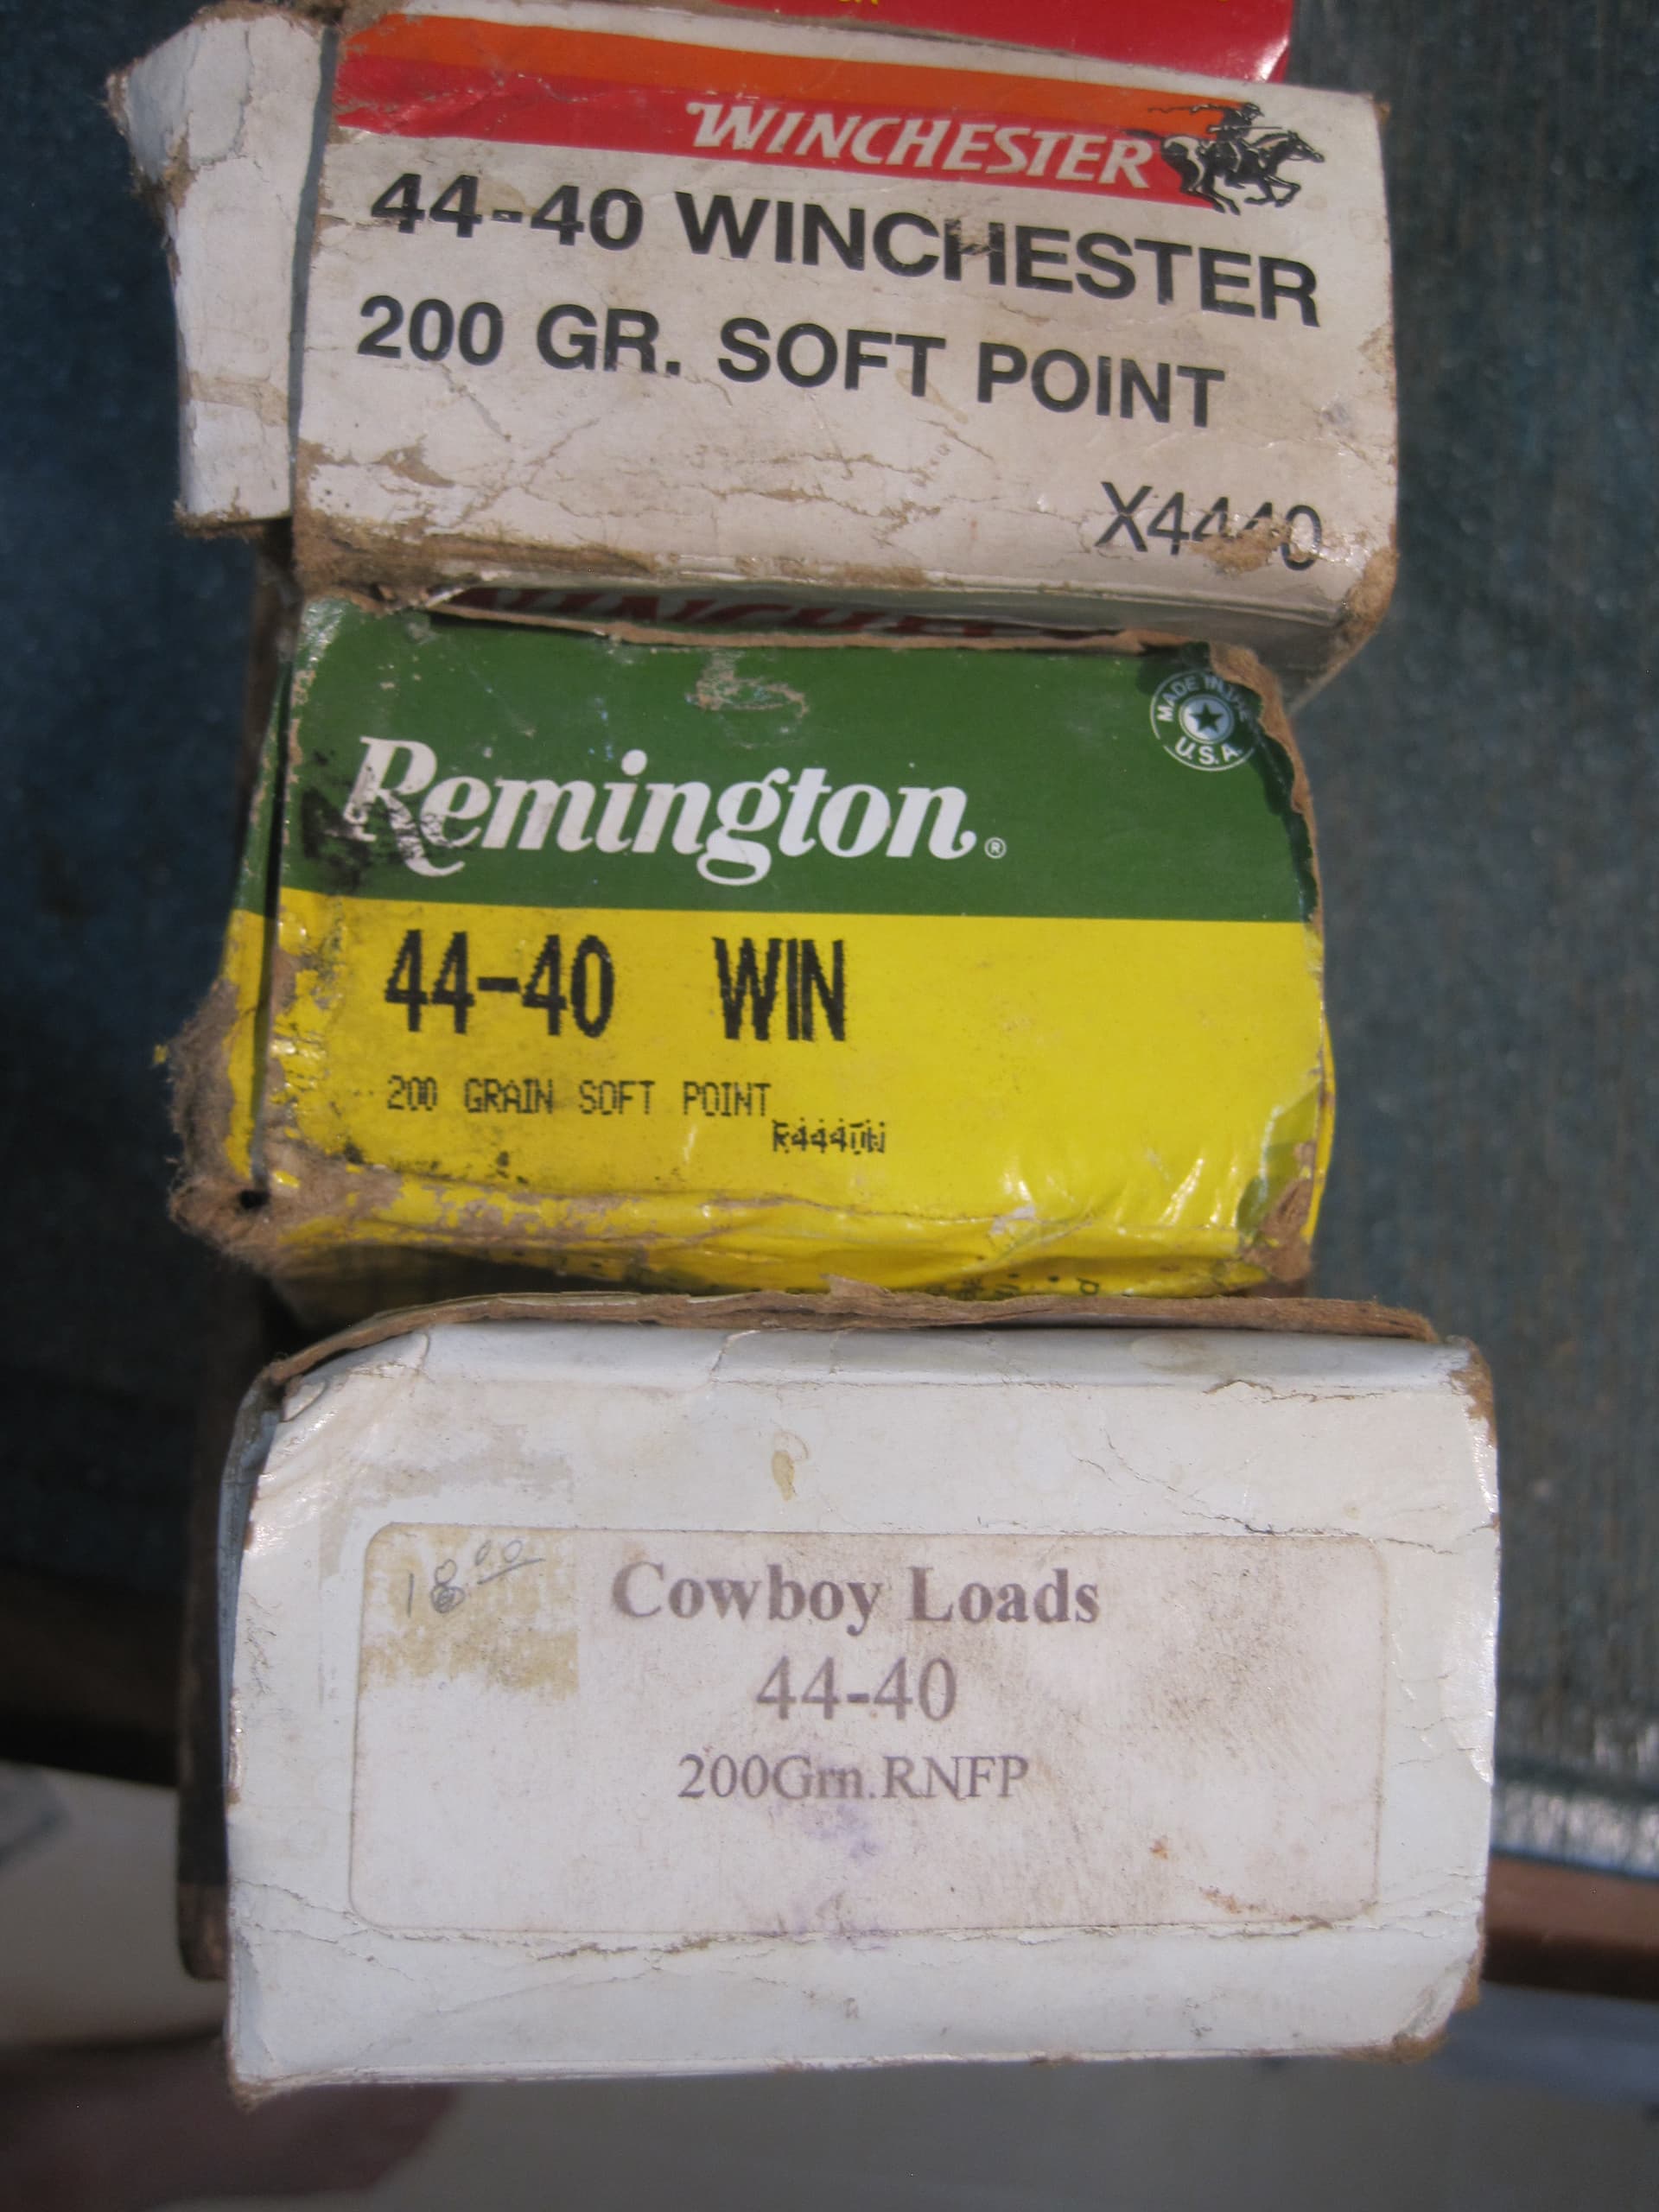 WINCHESTER
44-40 WINCHESTER
200 GR. SOFT POINT
X4440
MADE IN THE
U.S.A.
Remington®
44-40 WIN
200 GRAIN SOFT POINT
R4440W
18.00
Cowboy Loads
44-40
200Grn.RNFP